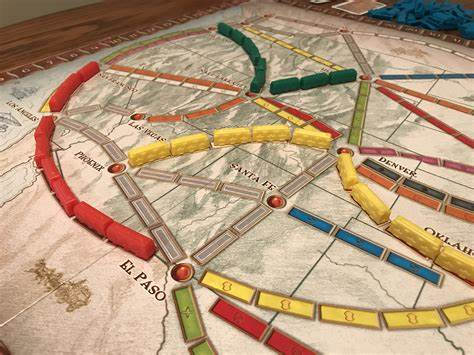 LOS ANGELES
LAS VEGAS
PHOENIX
SANTA FE
DENVER
OKLAH
EL PASO